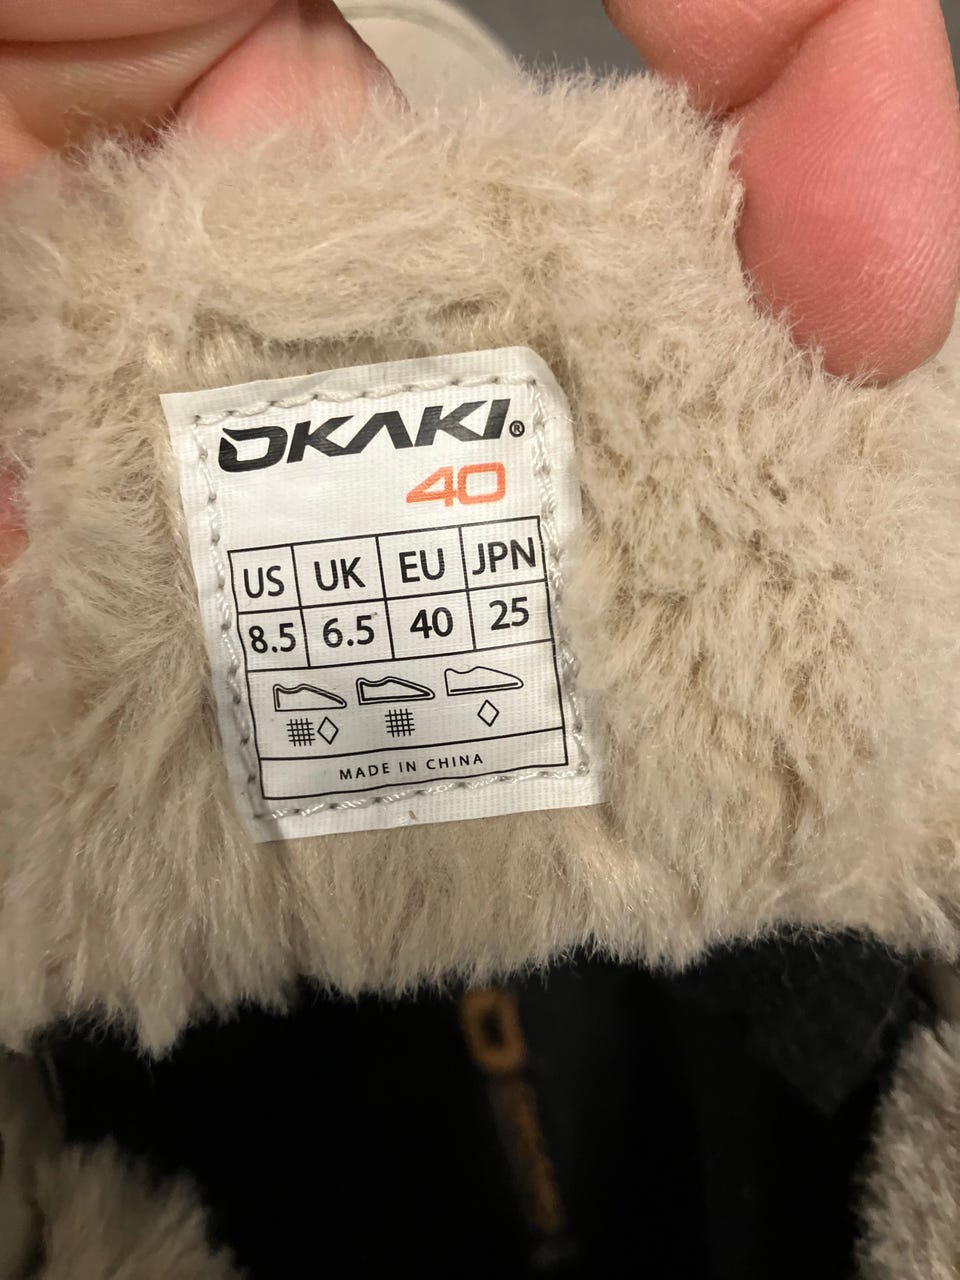 OKAKI®
40
US UK EU JPN
8.5 6.5 40 25
MADE IN CHINA